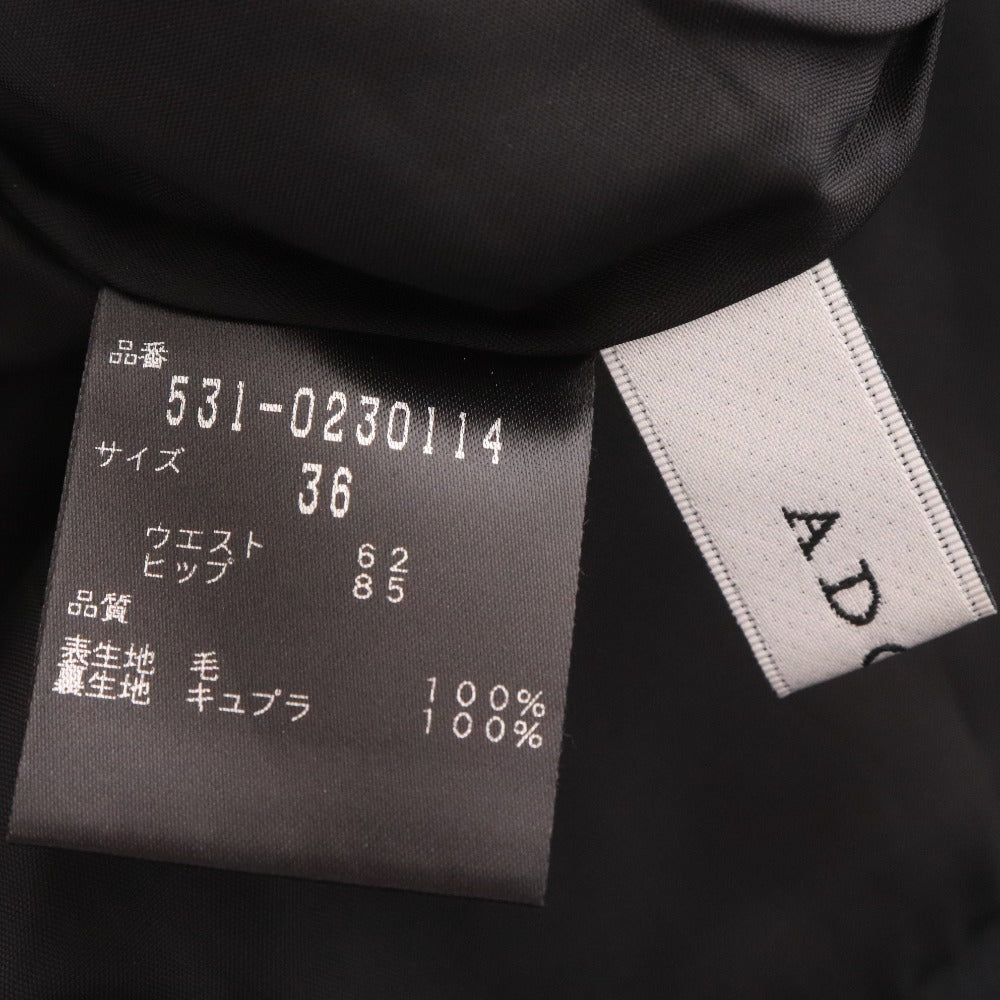 品番
531-0230114
サイズ
36
ウエスト 62
ヒップ 85
品質
表生地 毛 100%
裏生地 キュプラ 100%
AD